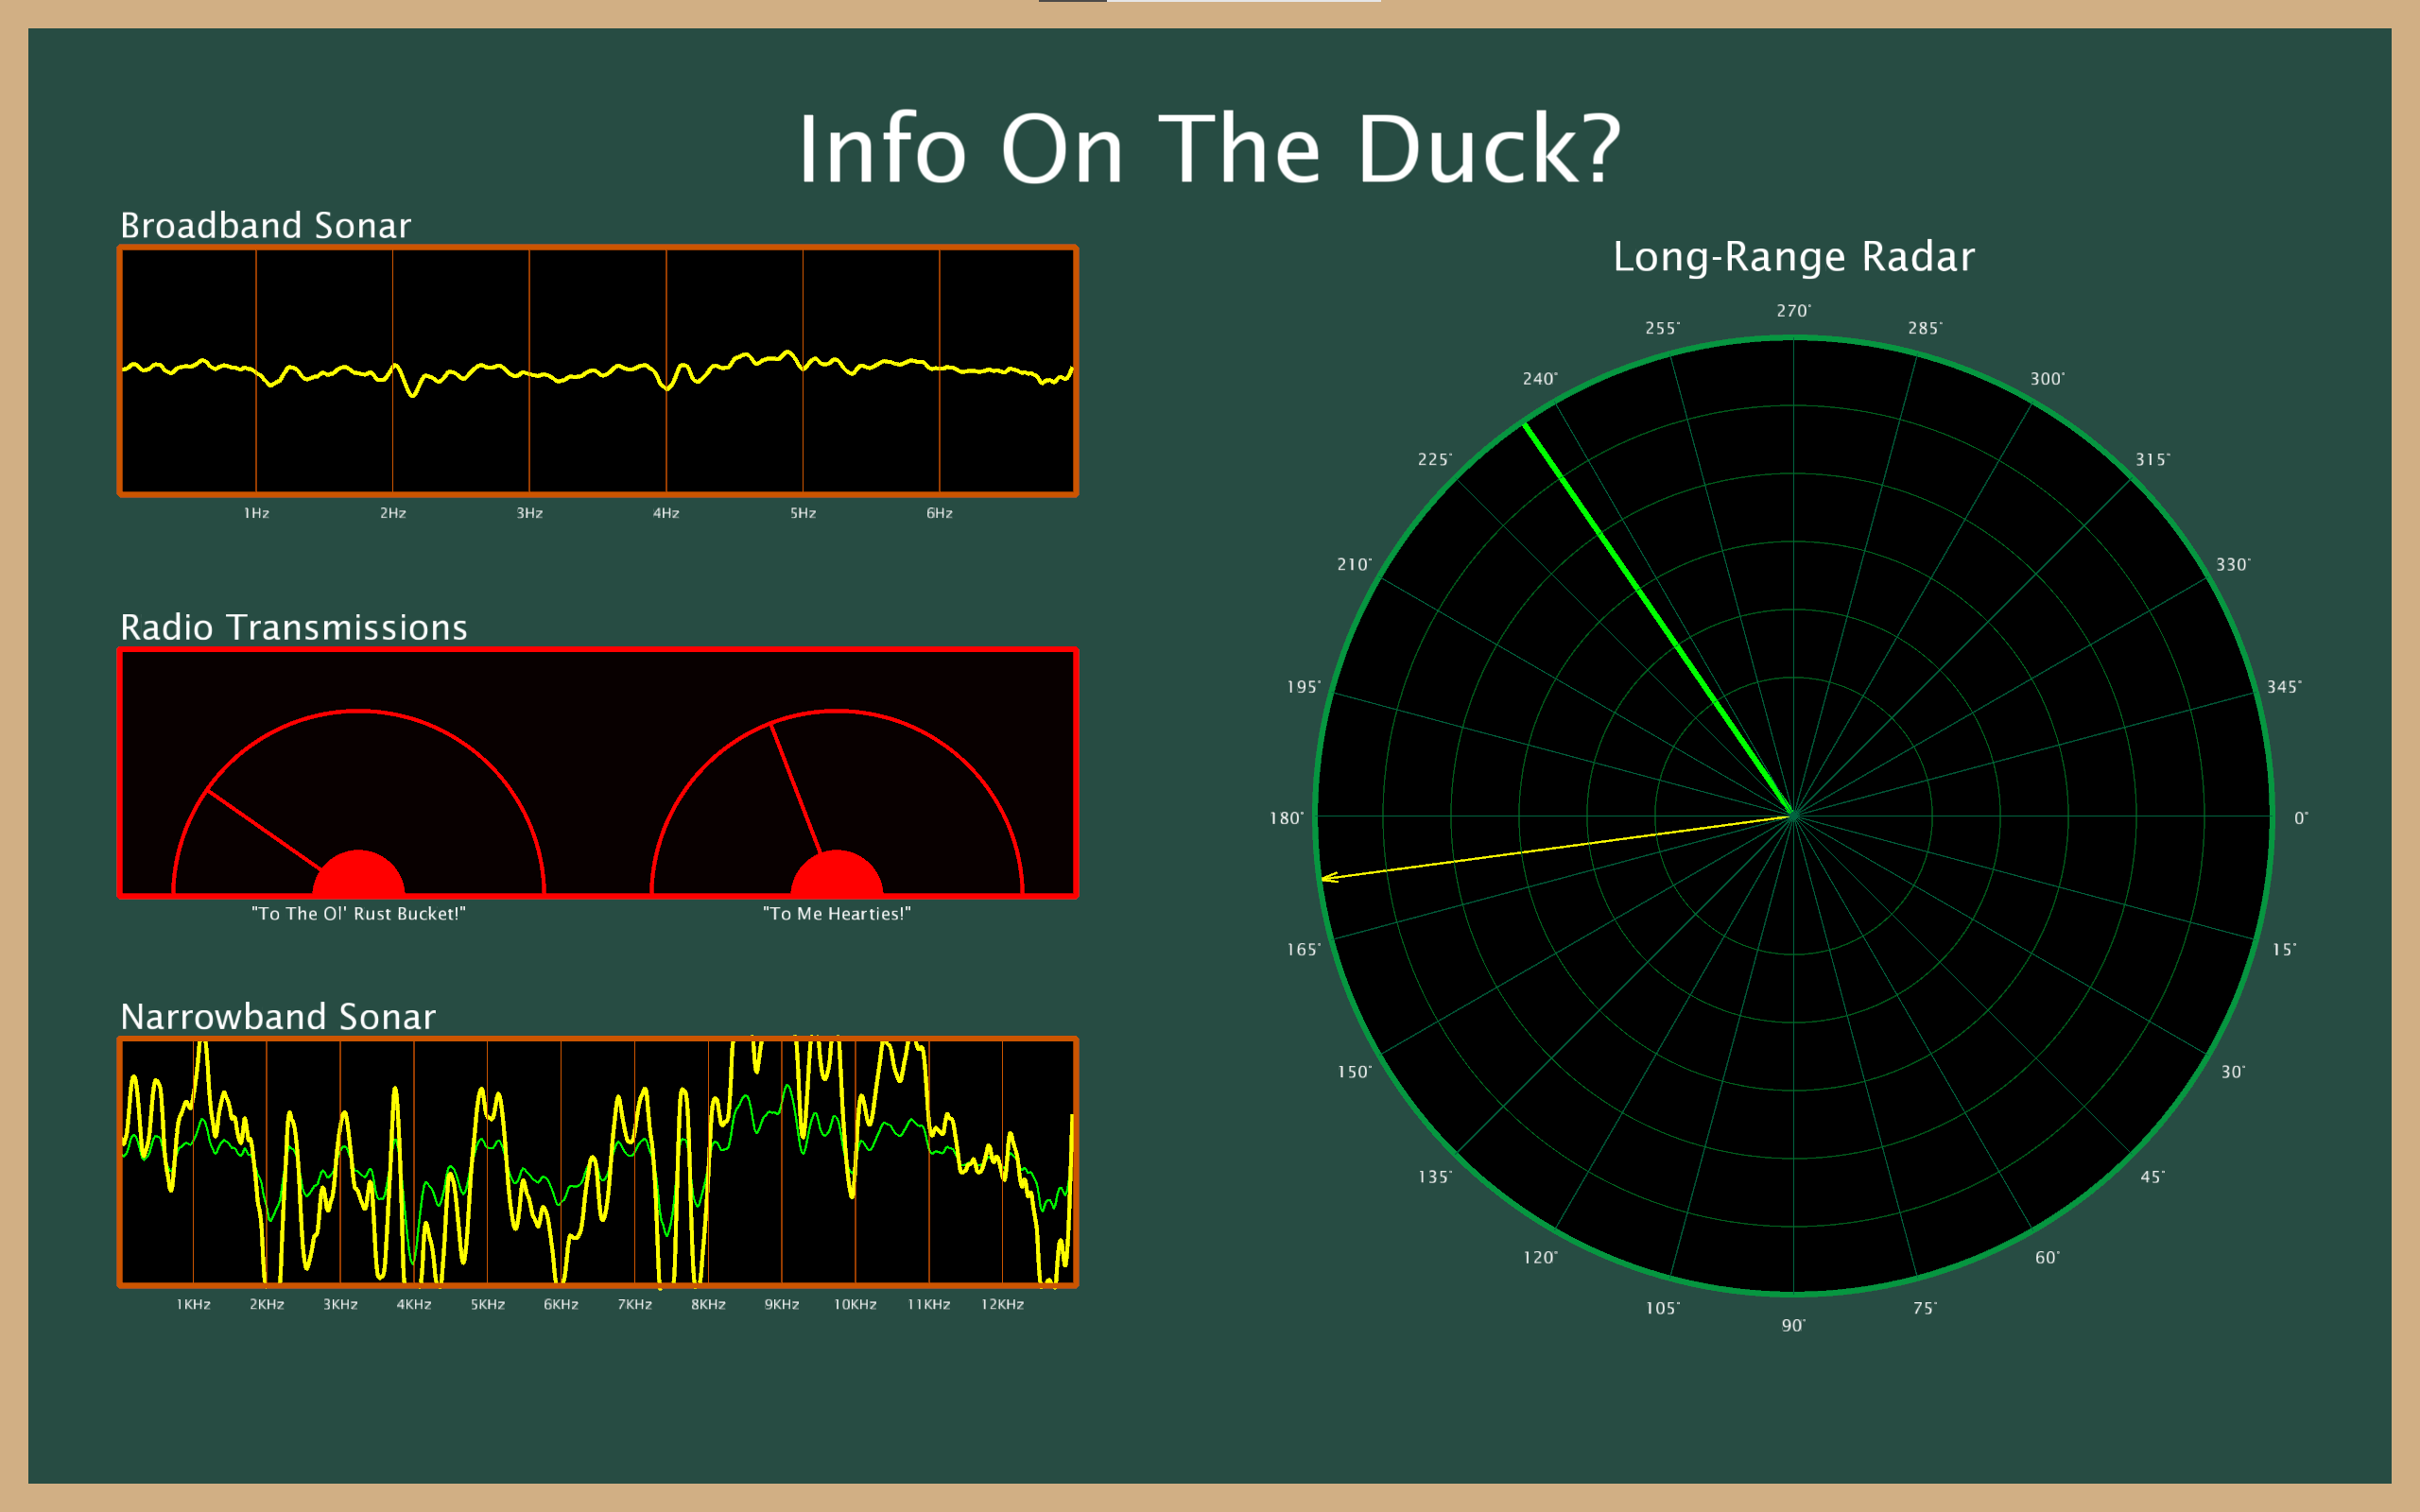 Info On The Duck?
Broadband Sonar
1Hz 2Hz 3Hz 4Hz 5Hz 6Hz
Radio Transmissions
"To The Ol' Rust Bucket!" "To Me Hearties!"
Narrowband Sonar
1KHz 2KHz 3KHz 4KHz 5KHz 6KHz 7KHz 8KHz 9KHz 10KHz 11KHz 12KHz
Long-Range Radar
270°
255° 285°
240° 300°
225° 315°
210° 330°
195° 345°
180° 0°
165° 15°
150° 30°
135° 45°
120° 60°
105° 75°
90°